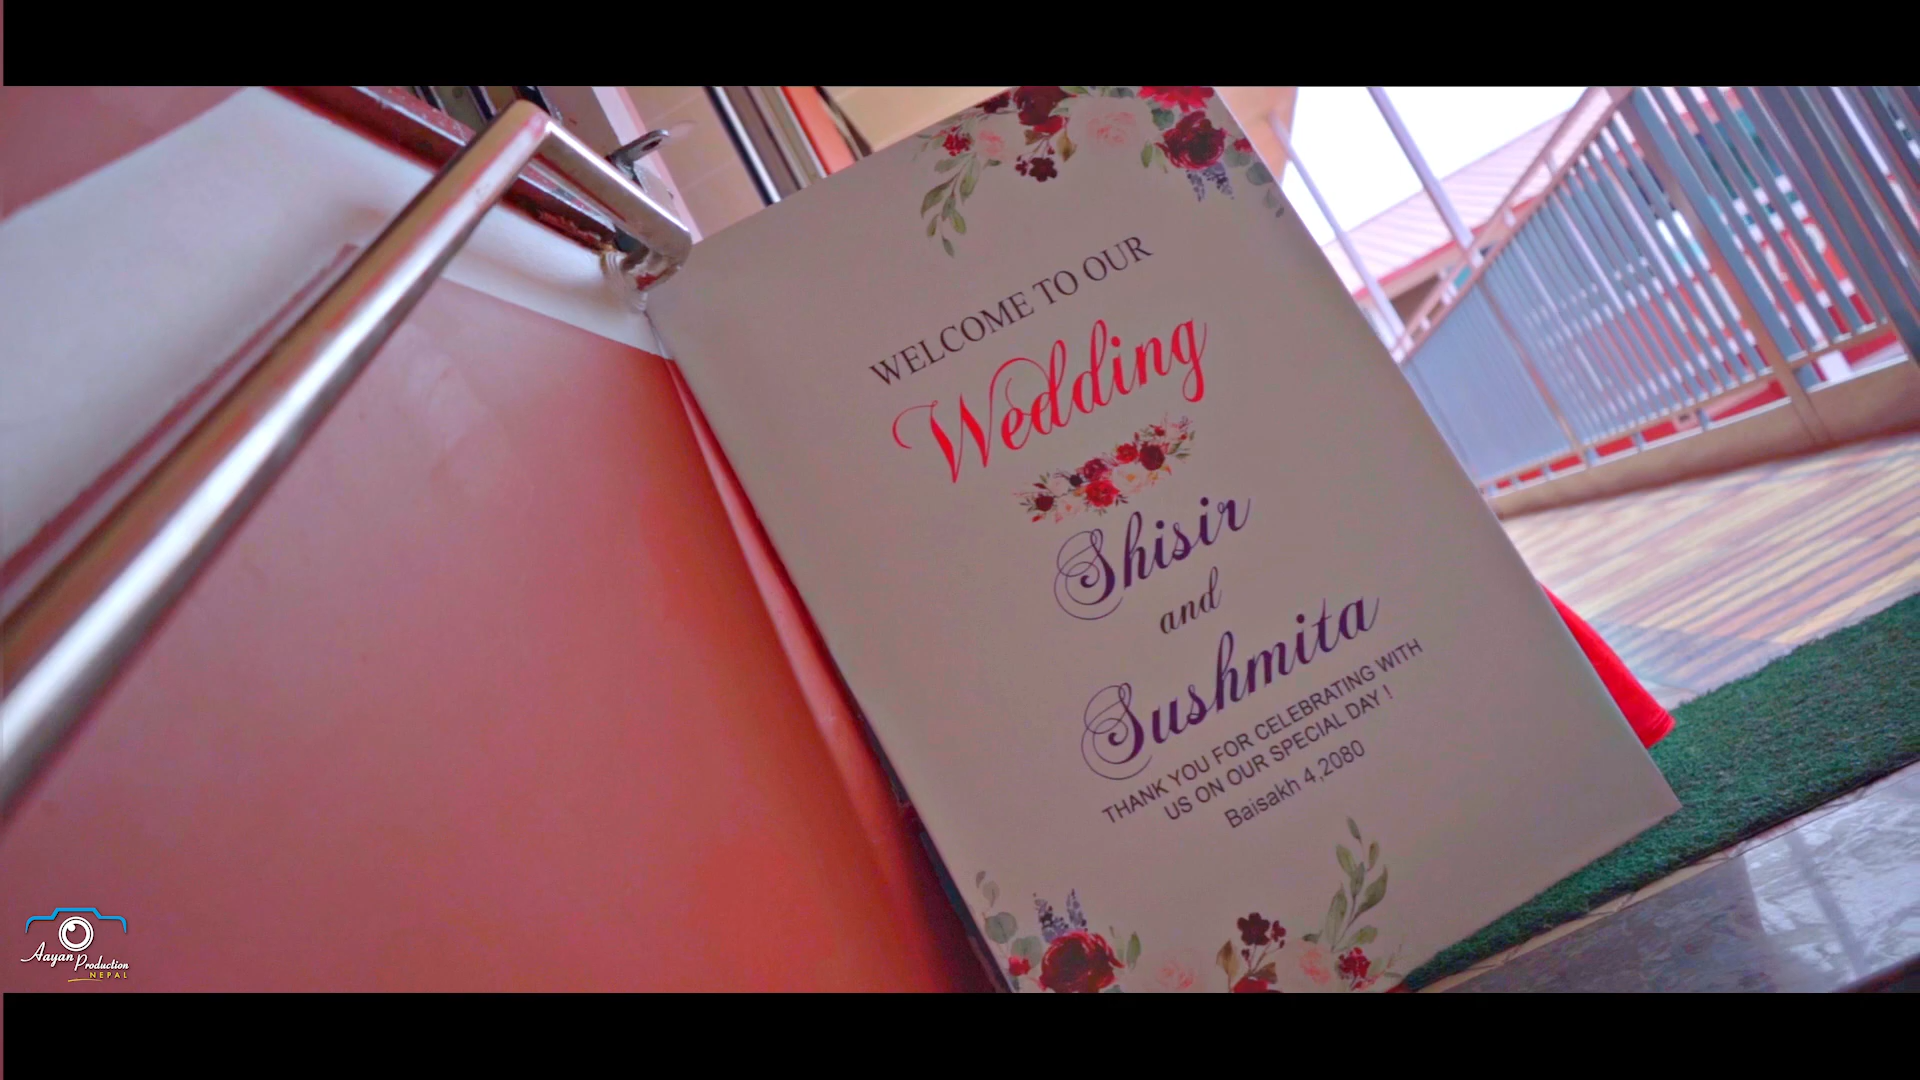 WELCOME TO OUR
Wedding
Shisir
and
Sushmita
THANK YOU FOR CELEBRATING WITH
US ON OUR SPECIAL DAY !
Baisakh 4,2080
Aayan Production
NEPAL